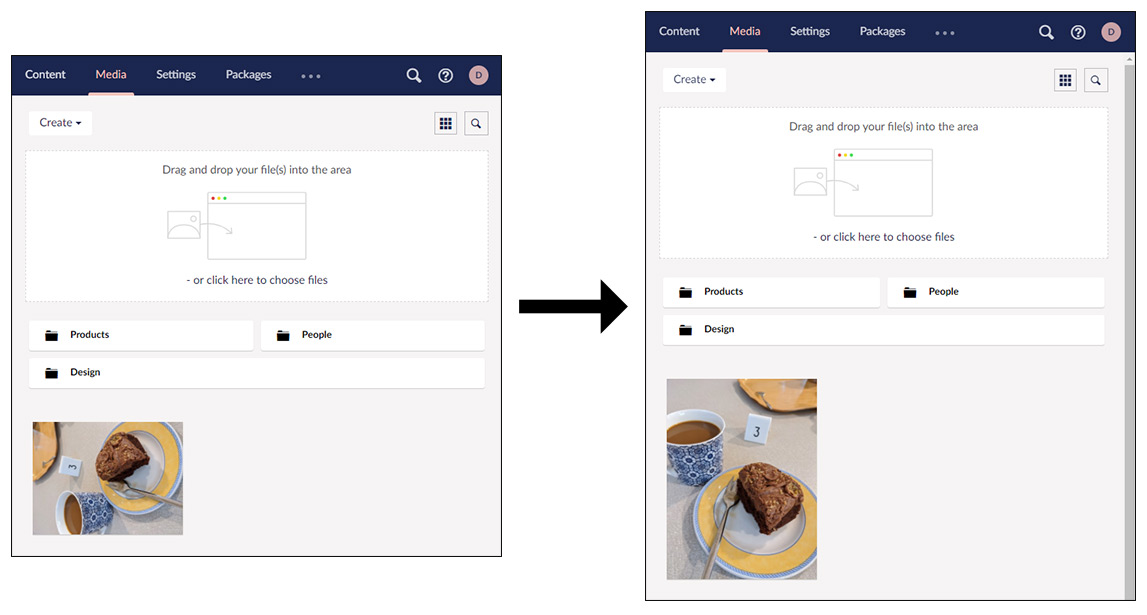 Content Media Settings Packages D
Create
Drag and drop your file(s) into the area
- or click here to choose files
Products People
Design
3
Content Media Settings Packages D
Create
Drag and drop your file(s) into the area
- or click here to choose files
Products People
Design
3